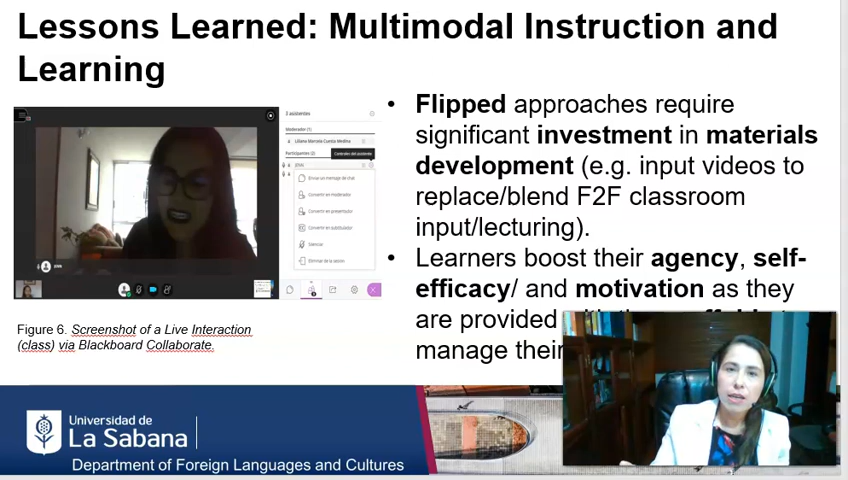 Lessons Learned: Multimodal Instruction and
Learning
3 asistentes
Moderador (1)
Liliana Marcela Cuesta Medina
Controles del asistente
Participantes (2)
Enviar un mensaje de chat
Convertir en moderador
Convertir en presentador
Convertir en subtitulador
Silenciar
Eliminar de la sesión
Figure 6. Screenshot of a Live Interaction
(class) via Blackboard Collaborate.
• Flipped approaches require
significant investment in materials
development (e.g. input videos to
replace/blend F2F classroom
input/lecturing).
• Learners boost their agency, self-
efficacy/ and motivation as they
are provided
manage their
Universidad de
La Sabana
Department of Foreign Languages and Cultures